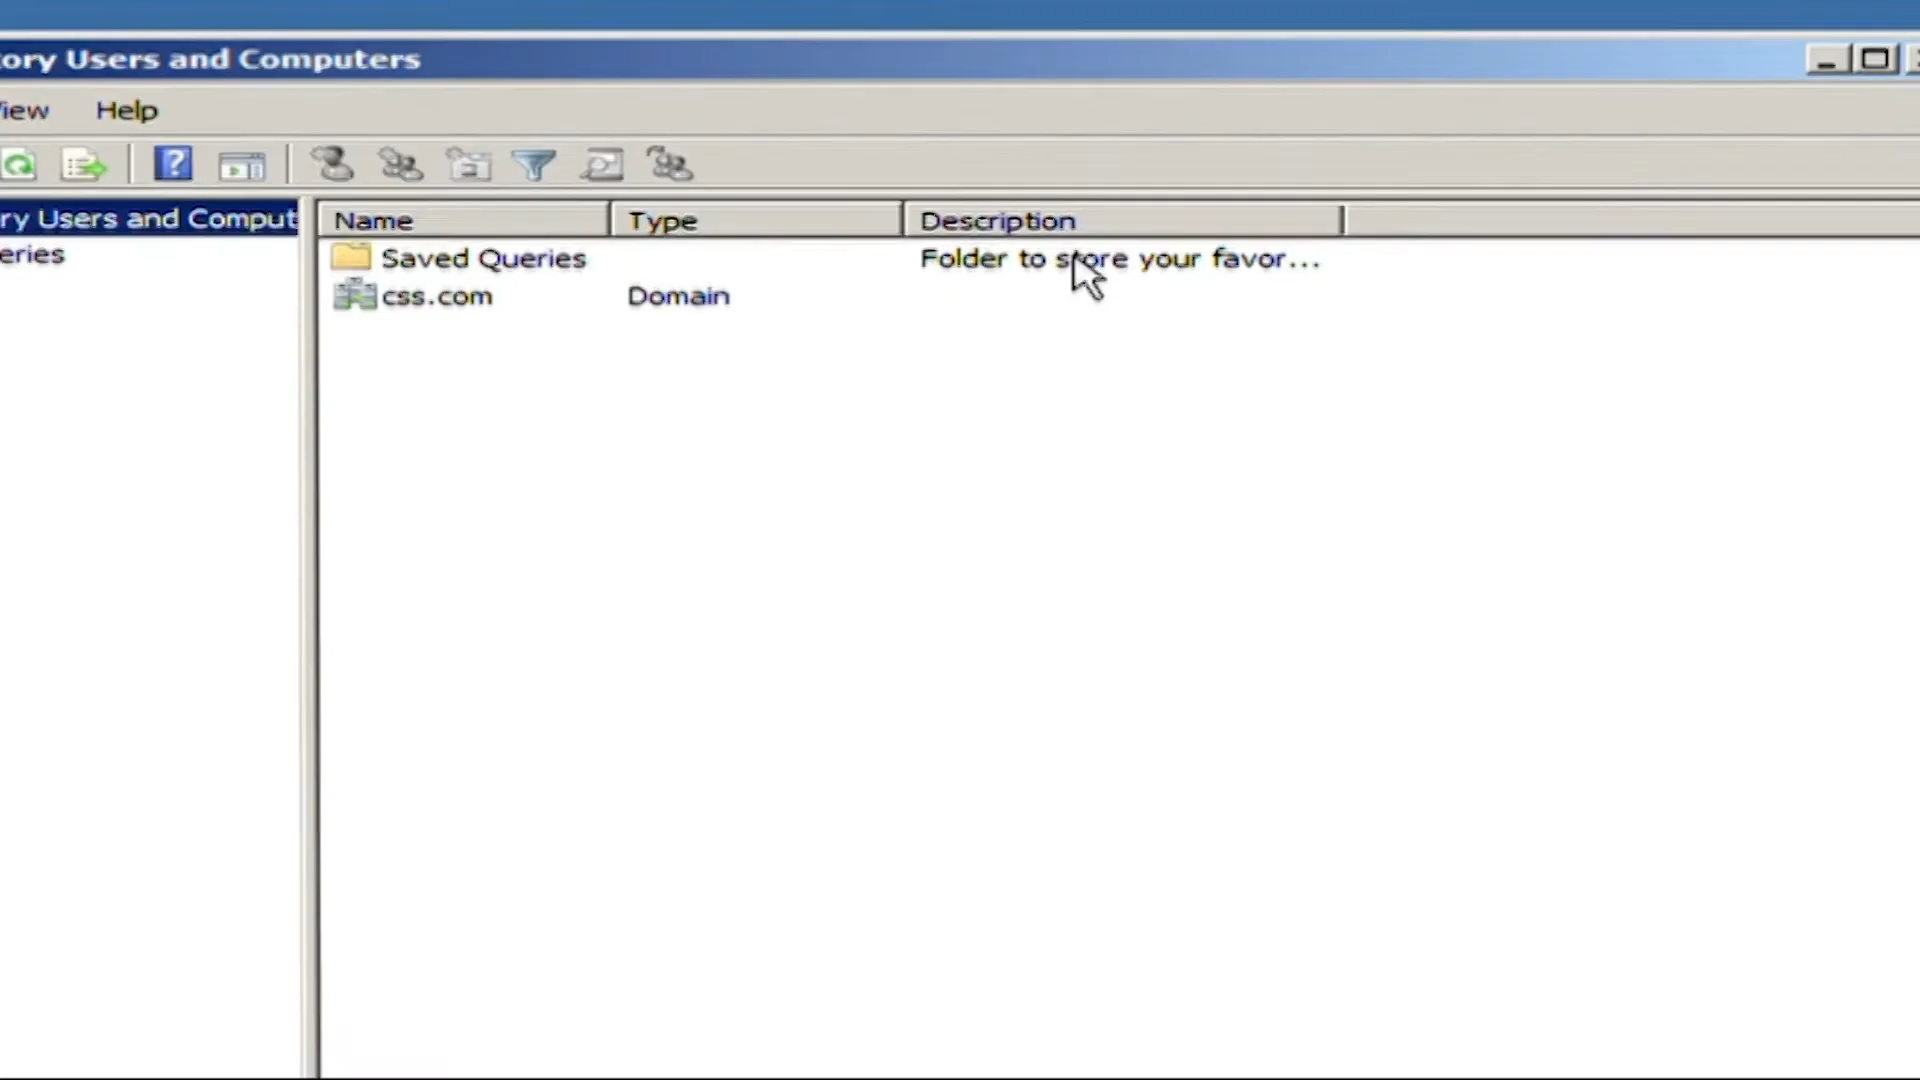 ory Users and Computers
iew Help
ry Users and Comput
eries
Name Type Description
Saved Queries Folder to store your favor...
css.com Domain